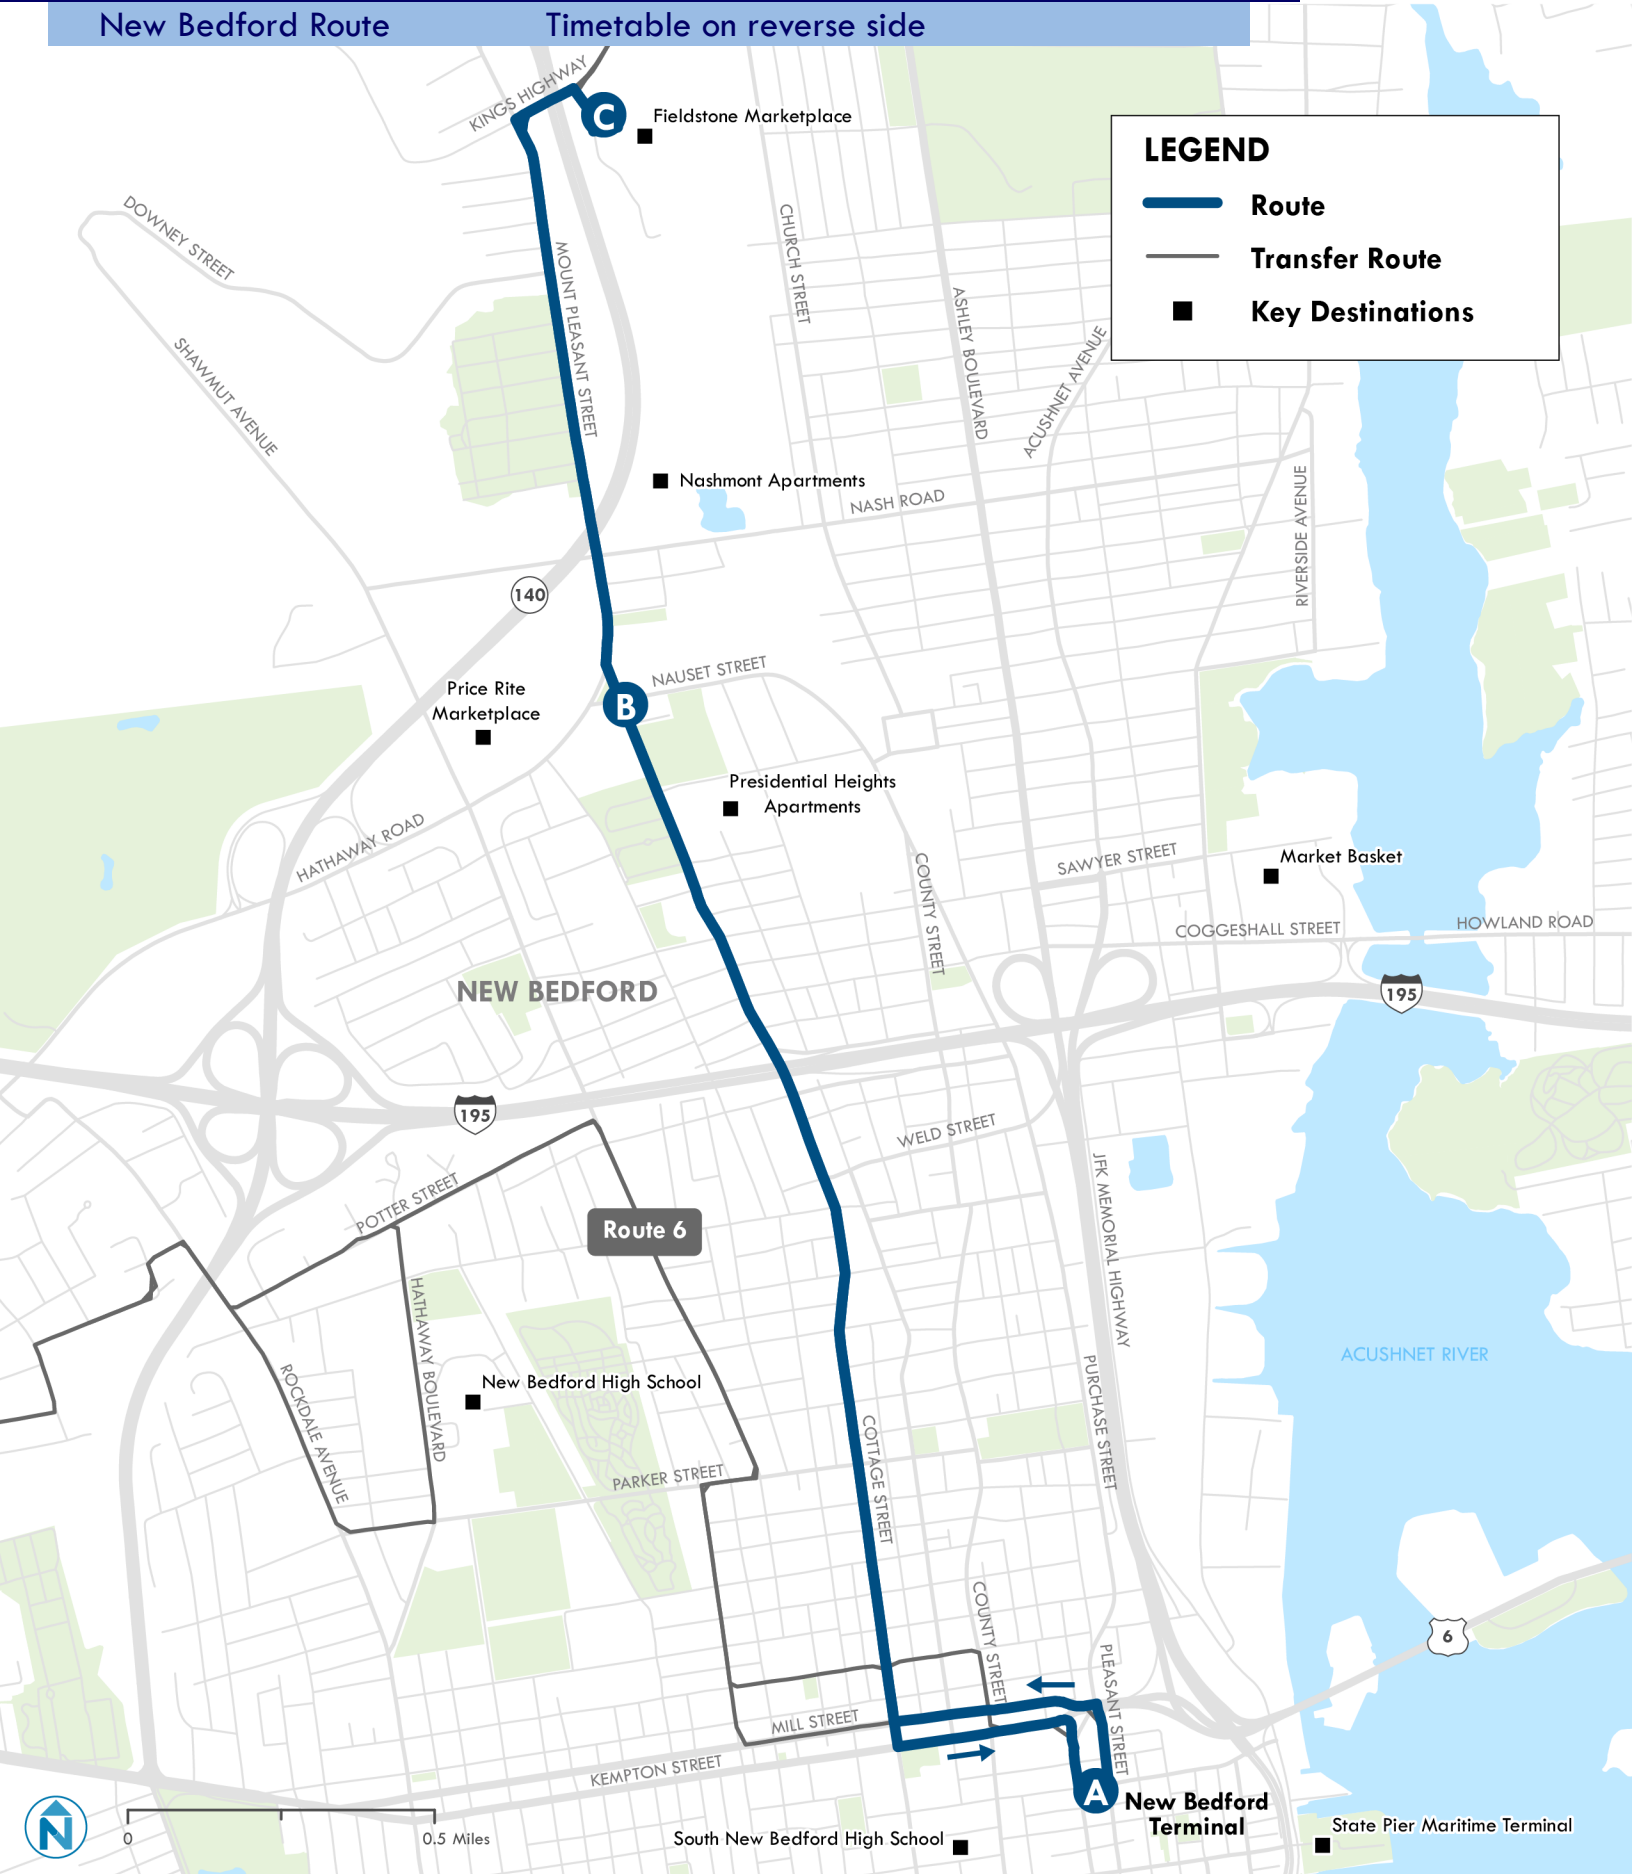 New Bedford Route Timetable on reverse side
KINGS HIGHWAY
C
Fieldstone Marketplace
LEGEND
Route
Transfer Route
Key Destinations
DOWNEY STREET
CHURCH STREET
MOUNT PLEASANT STREET
ASHLEY BOULEVARD
ACUSHNET AVENUE
SHAWMUT AVENUE
Nashmont Apartments
NASH ROAD
RIVERSIDE AVENUE
140
NAUSET STREET
Price Rite
Marketplace
B
Presidential Heights
Apartments
HATHAWAY ROAD
SAWYER STREET
Market Basket
COUNTY STREET
COGGESHALL STREET
HOWLAND ROAD
NEW BEDFORD
195
195
WELD STREET
POTTER STREET
Route 6
JFK MEMORIAL HIGHWAY
HATHAWAY BOULEVARD
ACUSHNET RIVER
ROCKDALE AVENUE
New Bedford High School
PURCHASE STREET
COTTAGE STREET
PARKER STREET
COUNTY STREET
6
PLEASANT STREET
MILL STREET
KEMPTON STREET
A
New Bedford
Terminal
N
0 0.5 Miles
South New Bedford High School
State Pier Maritime Terminal